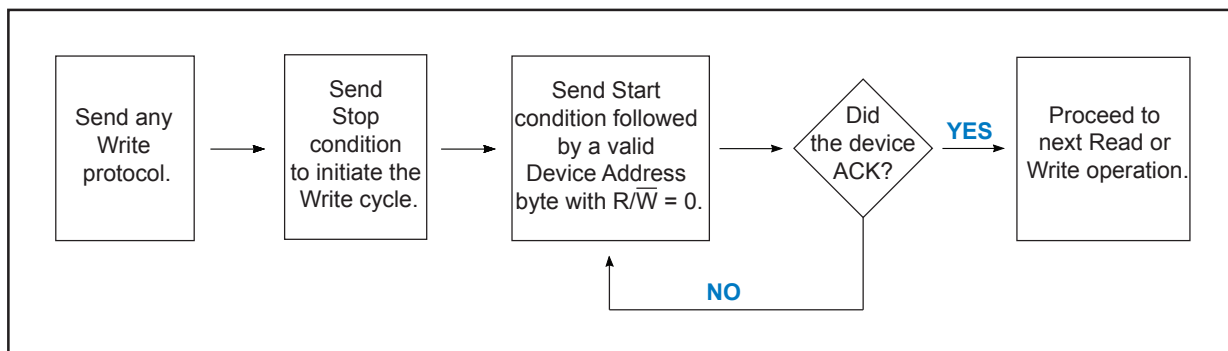 Send any
Write
protocol.
Send
Stop
condition
to initiate the
Write cycle.
Send Start
condition followed
by a valid
Device Address
byte with R/W̅ = 0.
Did
the device
ACK?
YES
Proceed to
next Read or
Write operation.
NO